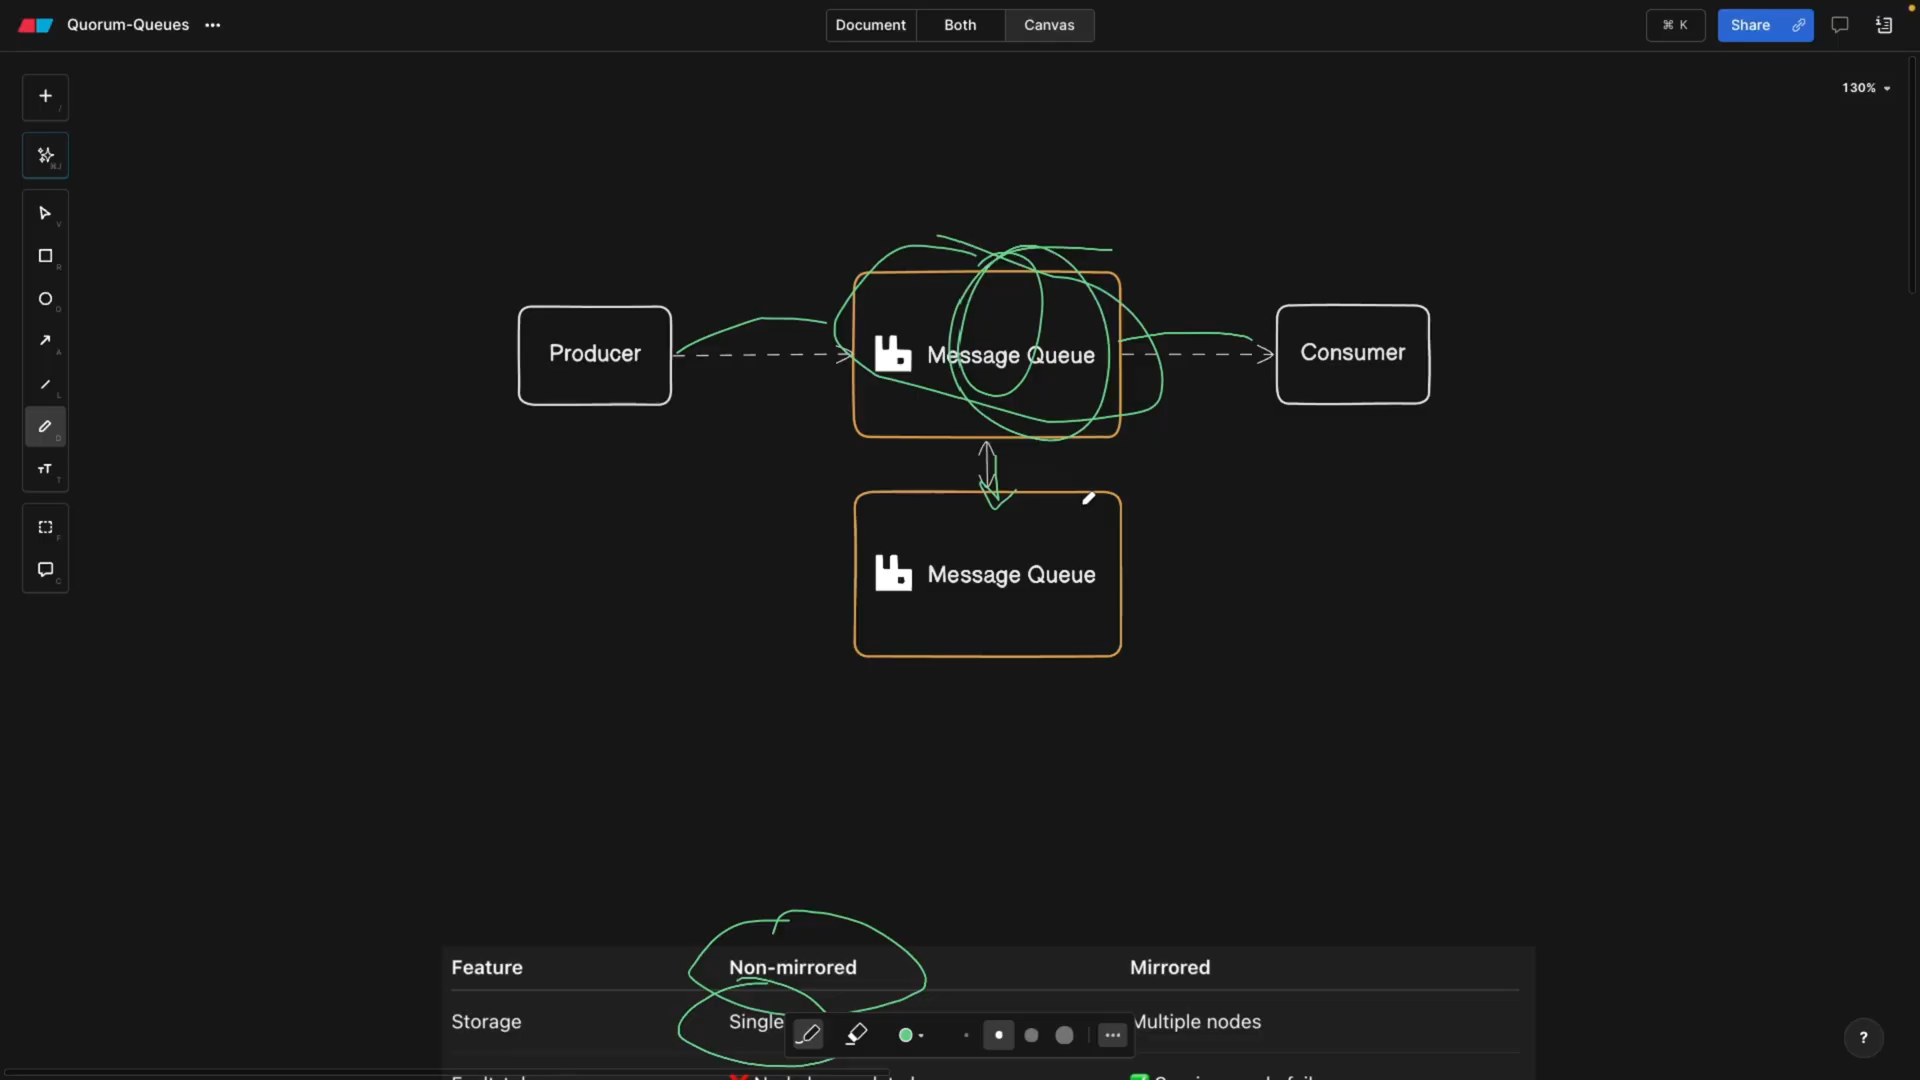 Quorum-Queues
Document
Both
Canvas
⌘ K
Share
130%
/
⌘J
V
R
O
A
L
D
T
F
C
Producer
Message Queue
Consumer
Message Queue
Feature
Non-mirrored
Mirrored
Storage
Single
Multiple nodes
?